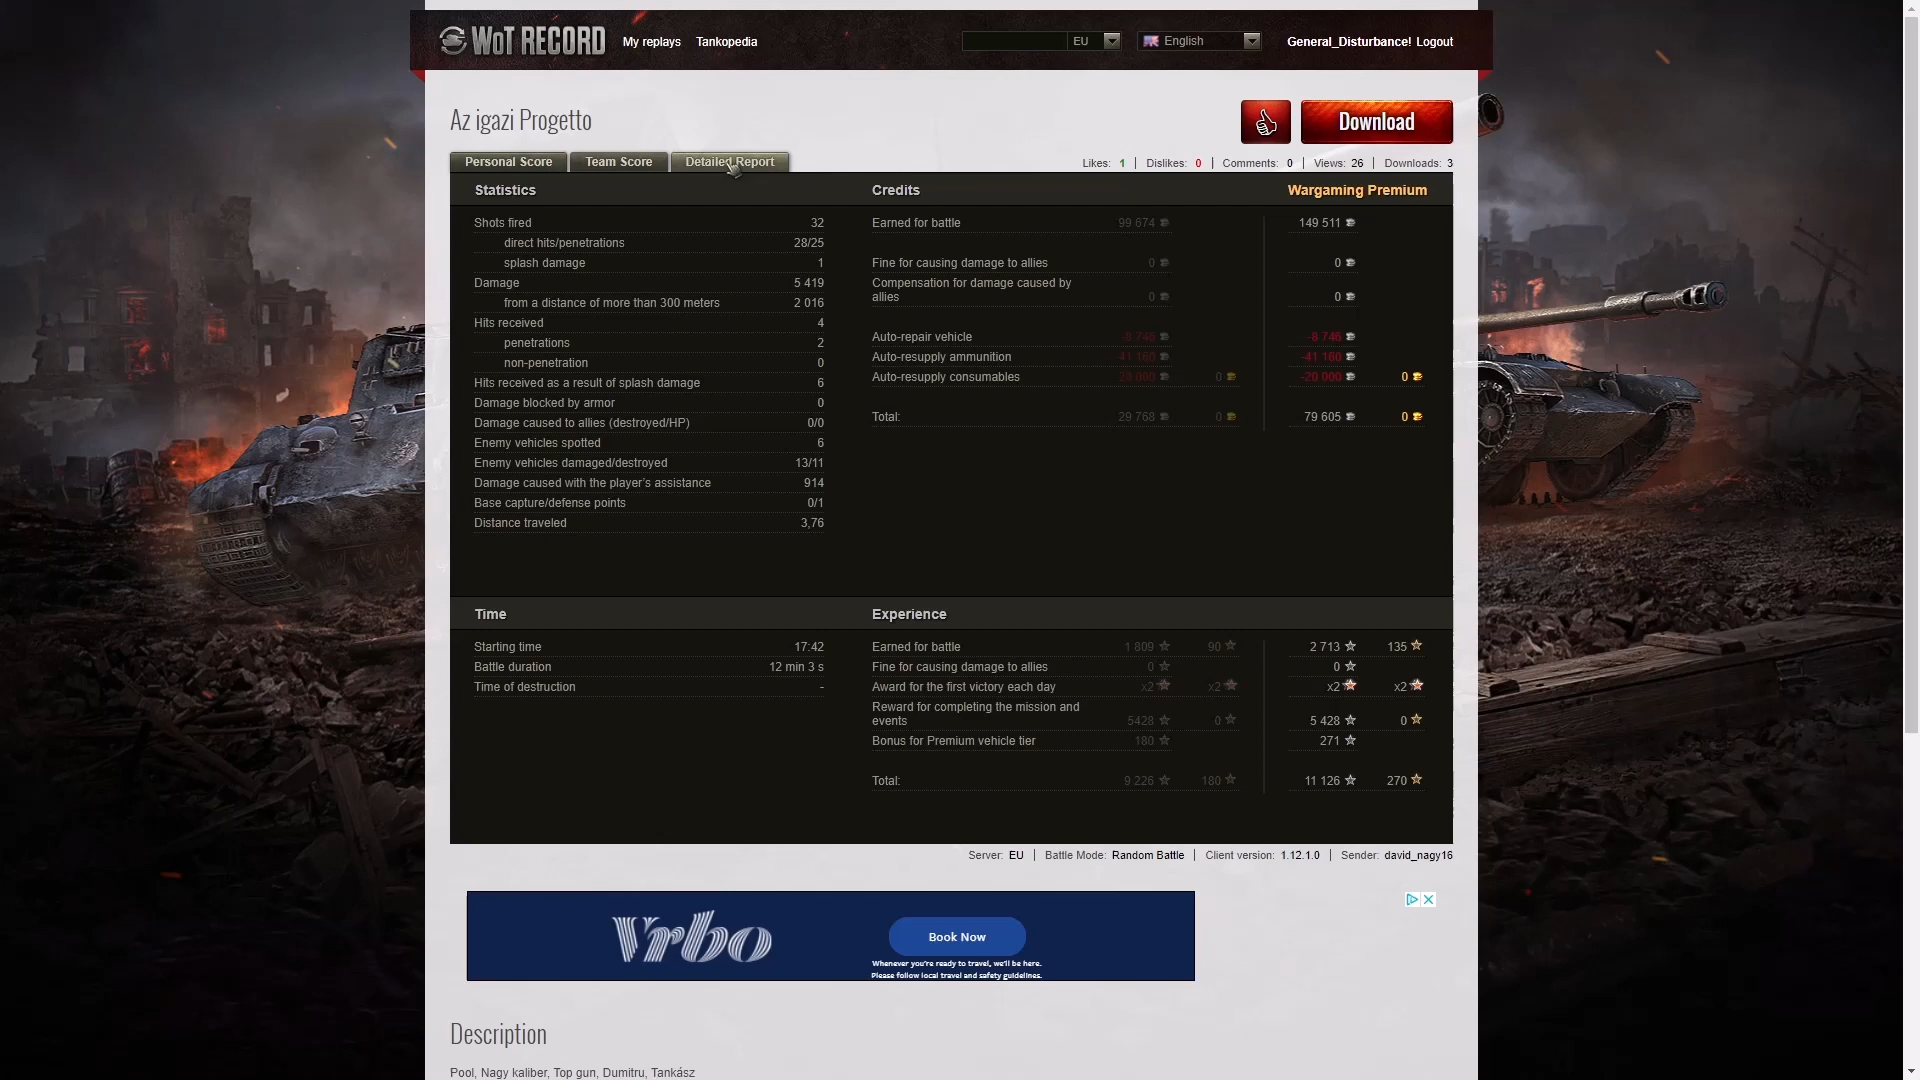 WoT RECORD My replays Tankopedia EU English General_Disturbance! Logout
Az igazi Progetto
Download
Personal Score Team Score Detailed Report
Likes: 1 | Dislikes: 0 | Comments: 0 | Views: 26 | Downloads: 3
Statistics Credits Wargaming Premium
Shots fired 32 Earned for battle 99 674 149 511
direct hits/penetrations 28/25
splash damage 1 Fine for causing damage to allies 0 0
Damage 5 419 Compensation for damage caused by
allies 0 0
from a distance of more than 300 meters 2 016
Hits received 4
penetrations 2 Auto-repair vehicle -8 746 -8 746
non-penetration 0 Auto-resupply ammunition -41 160 -41 160
Hits received as a result of splash damage 6 Auto-resupply consumables -20 000 0 -20 000 0
Damage blocked by armor 0
Damage caused to allies (destroyed/HP) 0/0 Total: 29 768 0 79 605 0
Enemy vehicles spotted 6
Enemy vehicles damaged/destroyed 13/11
Damage caused with the player's assistance 914
Base capture/defense points 0/1
Distance traveled 3,76
Time Experience
Starting time 17:42 Earned for battle 1 809 90 2 713 135
Battle duration 12 min 3 s Fine for causing damage to allies 0 0
Time of destruction - Award for the first victory each day x2 x2 x2 x2
Reward for completing the mission and
events 5428 0 5 428 0
Bonus for Premium vehicle tier 180 271
Total: 9 226 180 11 126 270
Server: EU | Battle Mode: Random Battle | Client version: 1.12.1.0 | Sender: david_nagy16
Vrbo
Book Now
Whenever you're ready to travel, we'll be here.
Please follow local travel and safety guidelines.
Description
Pool, Nagy kaliber, Top gun, Dumitru, Tankász